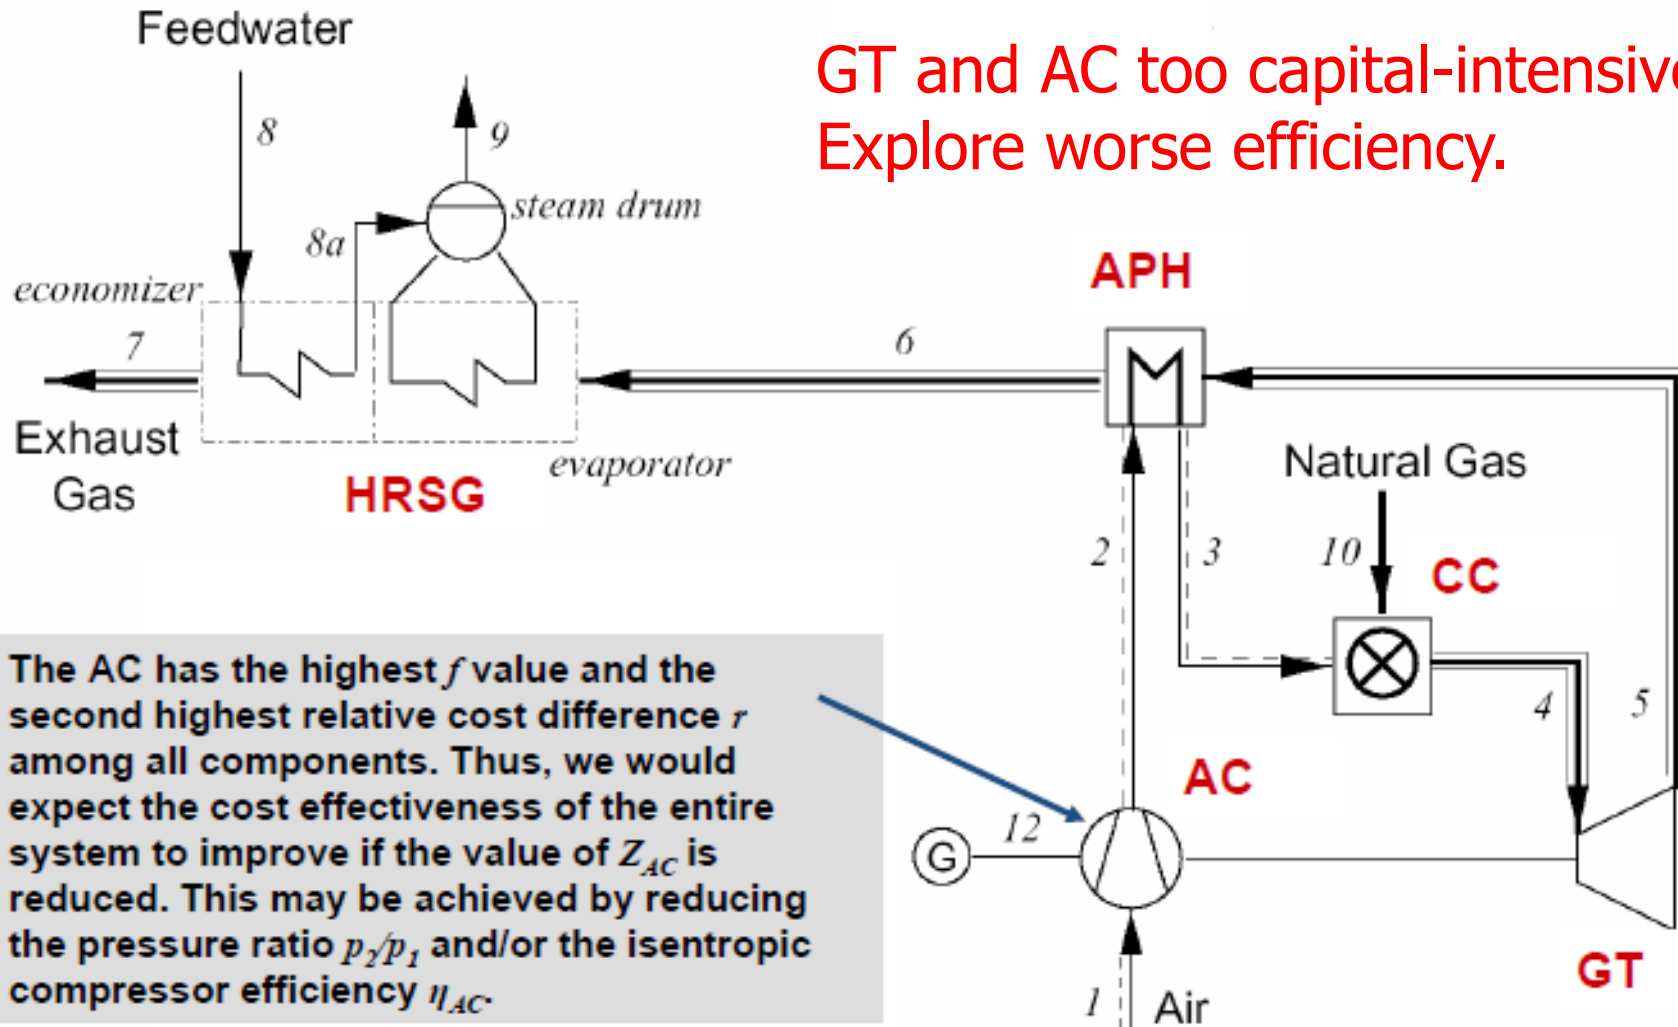 Feedwater
GT and AC too capital-intensive
Explore worse efficiency.
8
9
steam drum
8a
economizer
APH
7
6
Exhaust
Gas
HRSG
evaporator
Natural Gas
2
3
10
CC
The AC has the highest f value and the
second highest relative cost difference r
among all components. Thus, we would
expect the cost effectiveness of the entire
system to improve if the value of Z_AC is
reduced. This may be achieved by reducing
the pressure ratio p₂/p₁ and/or the isentropic
compressor efficiency η_AC.
4
5
AC
12
G
GT
1
Air